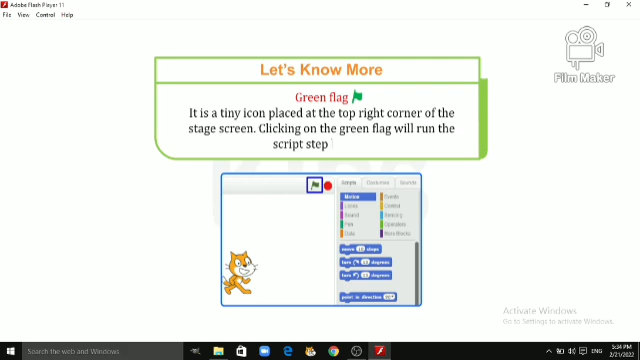 Adobe Flash Player 11
File View Control Help
Film Maker
Let's Know More
Green flag
It is a tiny icon placed at the top right corner of the
stage screen. Clicking on the green flag will run the
script step
Scripts Costumes Sounds
Motion Events
Looks Control
Sound Sensing
Pen Operators
Data More Blocks
move 10 steps
turn 15 degrees
turn 15 degrees
point in direction 90
Activate Windows
Go to Settings to activate Windows.
Search the web and Windows
5:34 PM
2/21/2022